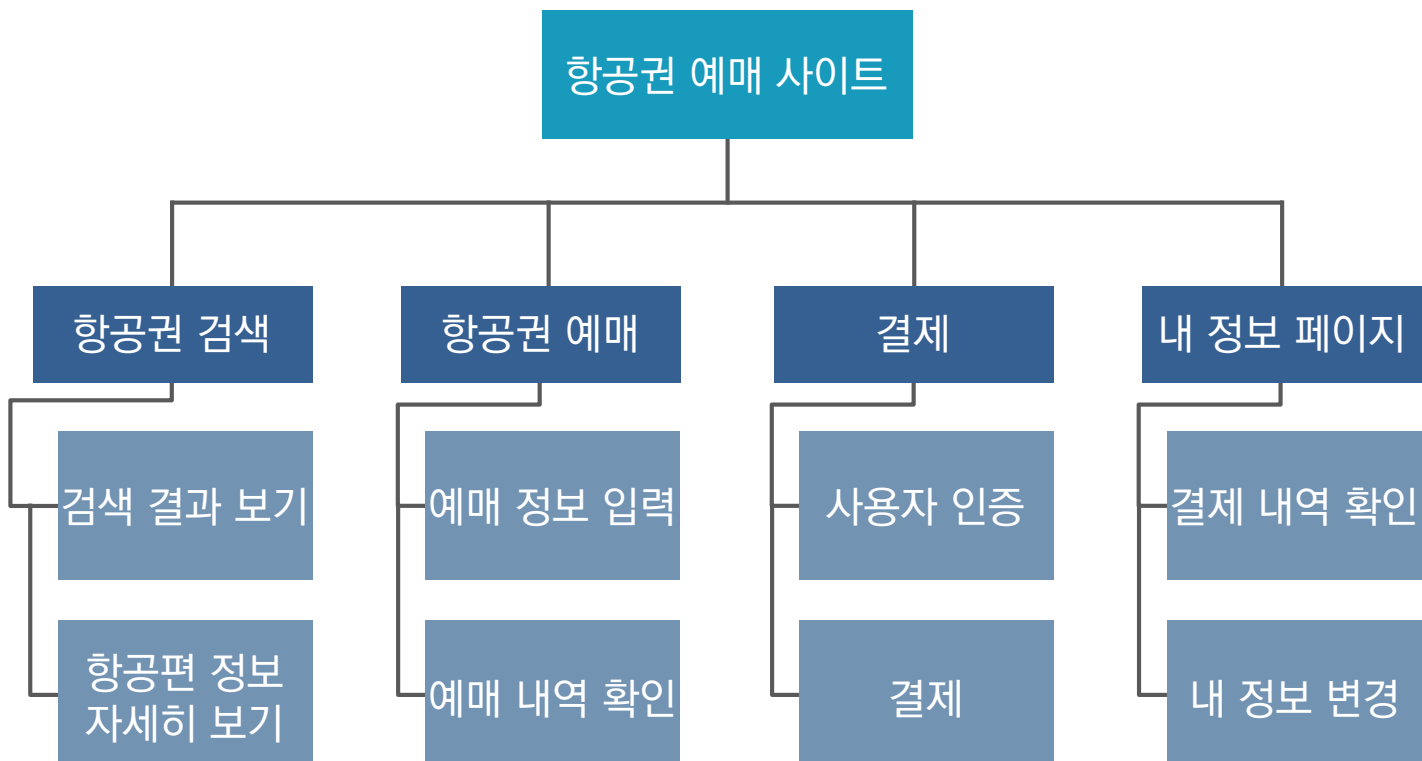 항공권 예매 사이트
항공권 검색
항공권 예매
결제
내 정보 페이지
검색 결과 보기
예매 정보 입력
사용자 인증
결제 내역 확인
항공편 정보
자세히 보기
예매 내역 확인
결제
내 정보 변경